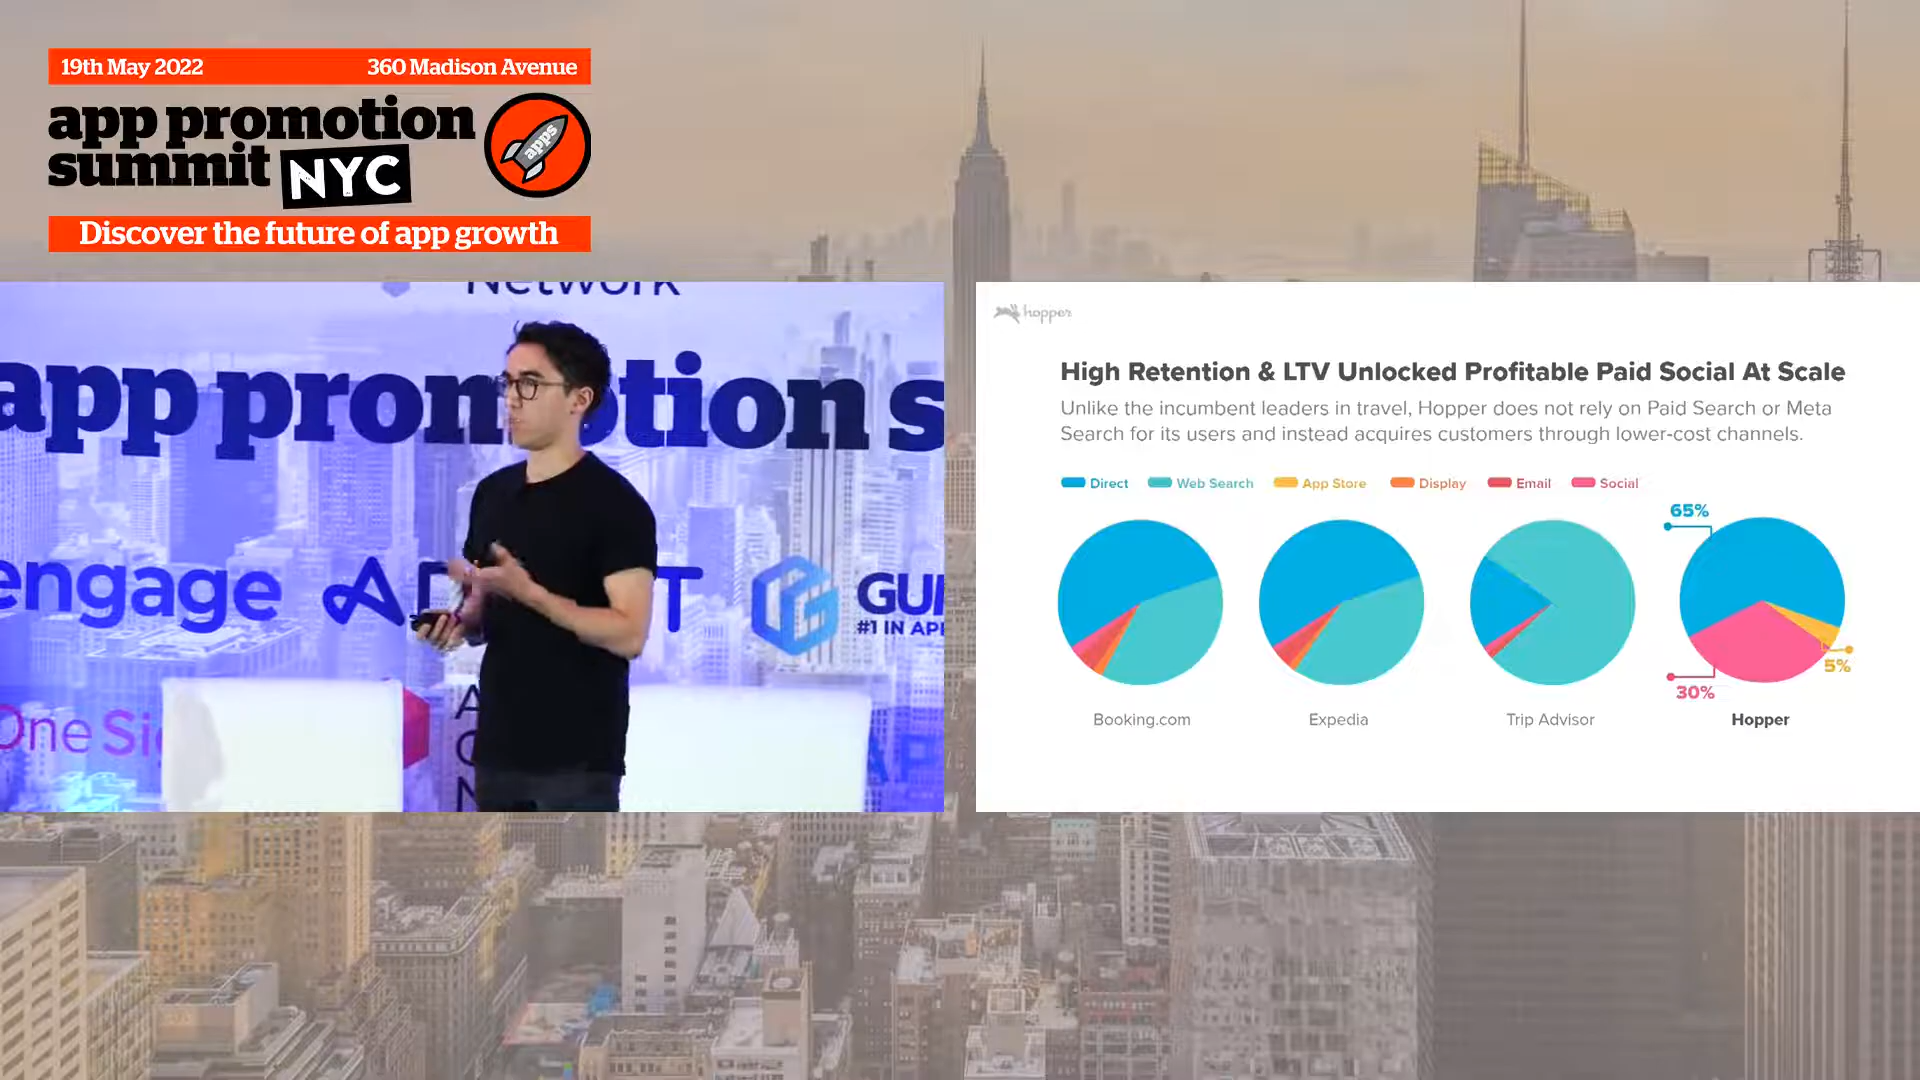 19th May 2022
360 Madison Avenue
app promotion
summit NYC
apps
Discover the future of app growth
Network
app promotion s
engage
GU
#1 IN AP
One Si
hopper
High Retention & LTV Unlocked Profitable Paid Social At Scale
Unlike the incumbent leaders in travel, Hopper does not rely on Paid Search or Meta
Search for its users and instead acquires customers through lower-cost channels.
Direct
Web Search
App Store
Display
Email
Social
65%
5%
30%
Booking.com
Expedia
Trip Advisor
Hopper